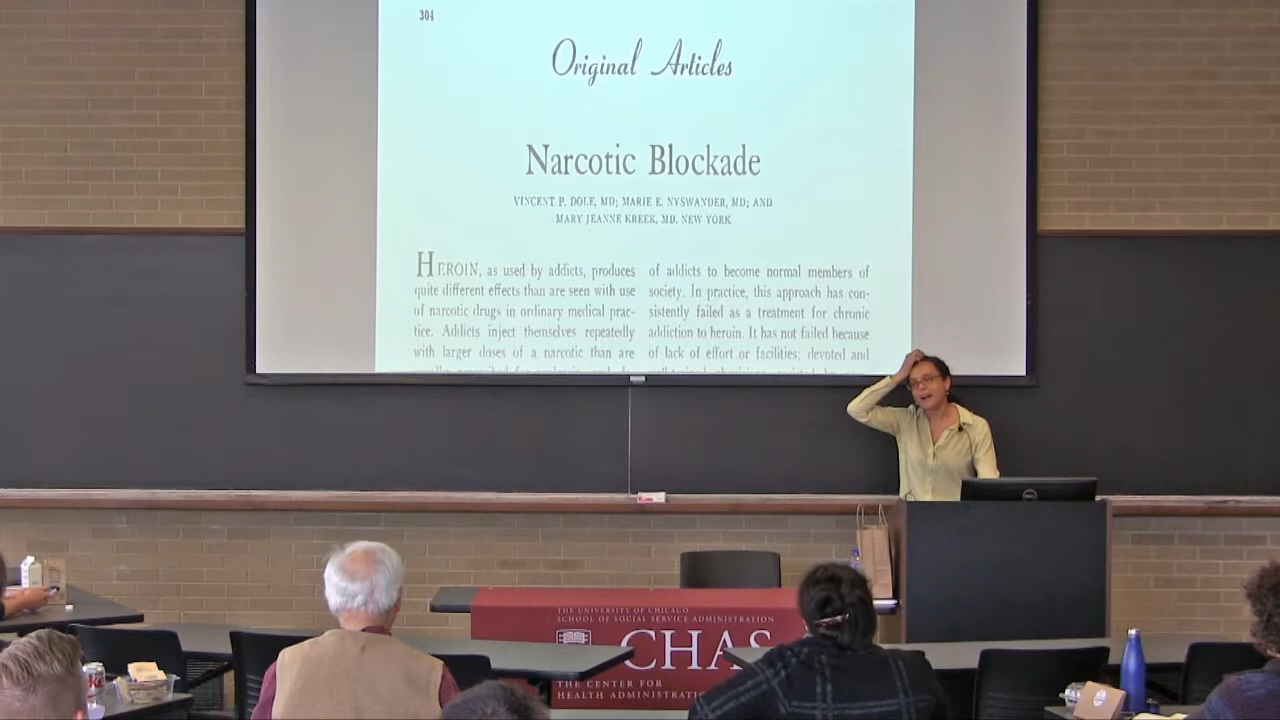 304
Original Articles
Narcotic Blockade
VINCENT P. DOLE, MD; MARIE E. NYSWANDER, MD; AND
MARY JEANNE KREEK, MD, NEW YORK
HEROIN, as used by addicts, produces
quite different effects than are seen with use
of narcotic drugs in ordinary medical prac-
tice. Addicts inject themselves repeatedly
with larger doses of a narcotic than are
of addicts to become normal members of
society. In practice, this approach has con-
sistently failed as a treatment for chronic
addiction to heroin. It has not failed because
of lack of effort or facilities; devoted and
DELL
THE UNIVERSITY OF CHICAGO
SCHOOL OF SOCIAL SERVICE ADMINISTRATION
CHAS
THE CENTER FOR
HEALTH ADMINISTRATIO